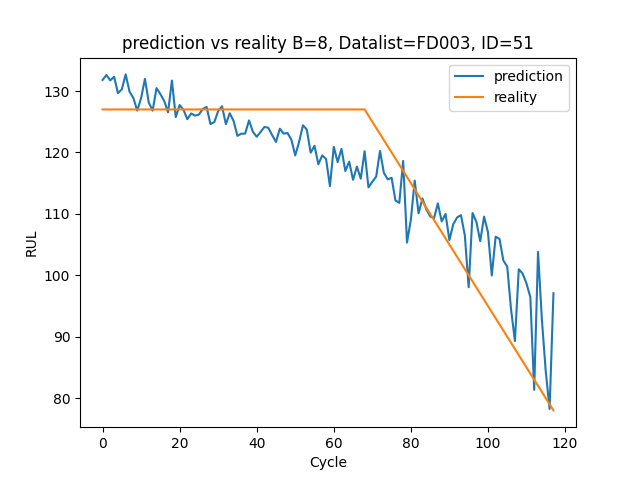 prediction vs reality B=8, Datalist=FD003, ID=51
prediction
reality
130
120
110
100
90
80
RUL
0 20 40 60 80 100 120
Cycle